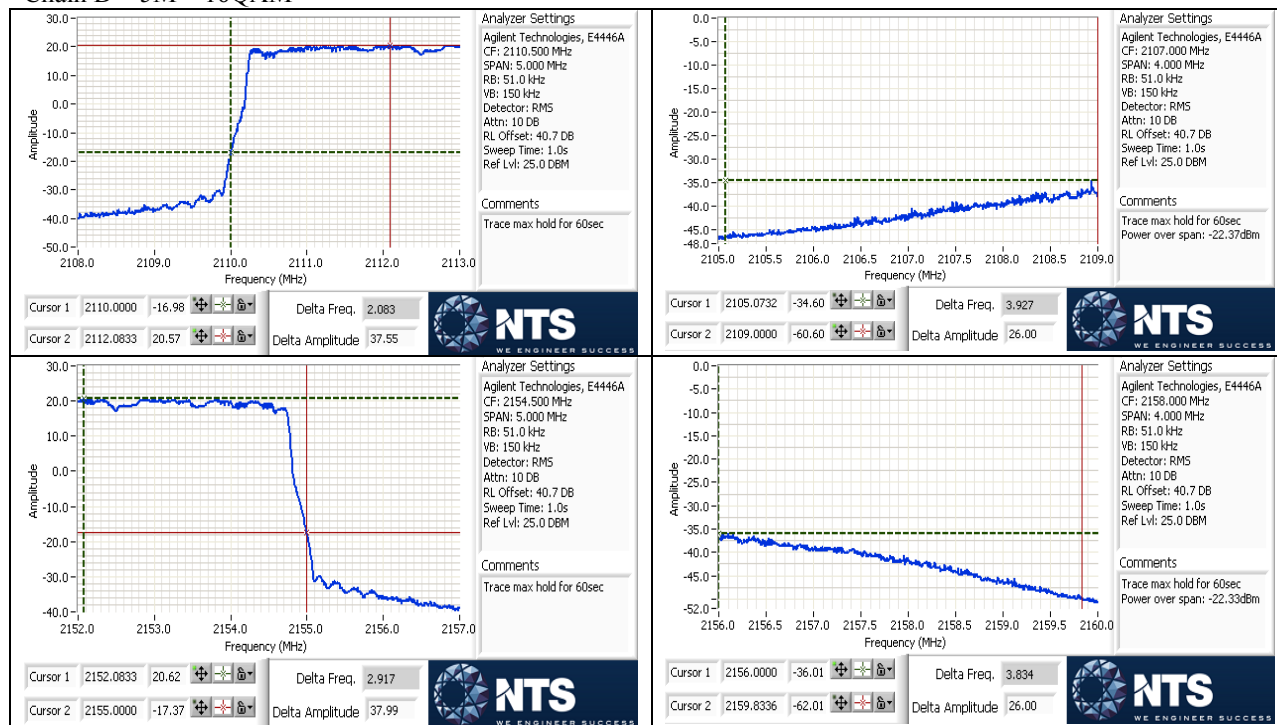 Chain D – 5M – 16QAM
30.0
20.0
10.0
0.0
-10.0
-20.0
-30.0
-40.0
-50.0
Amplitude
2108.0 2109.0 2110.0 2111.0 2112.0 2113.0
Frequency (MHz)
Analyzer Settings
Agilent Technologies, E4446A
CF: 2110.500 MHz
SPAN: 5.000 MHz
RB: 51.0 kHz
VB: 150 kHz
Detector: RMS
Attn: 10 DB
RL Offset: 40.7 DB
Sweep Time: 1.0s
Ref Lvl: 25.0 DBM
Comments
Trace max hold for 60sec
Cursor 1 2110.0000 -16.98
Cursor 2 2112.0833 20.57
Delta Freq. 2.083
Delta Amplitude 37.55
NTS
WE ENGINEER SUCCESS
0.0
-5.0
-10.0
-15.0
-20.0
-25.0
-30.0
-35.0
-40.0
-45.0
-48.0
Amplitude
2105.0 2105.5 2106.0 2106.5 2107.0 2107.5 2108.0 2108.5 2109.0
Frequency (MHz)
Analyzer Settings
Agilent Technologies, E4446A
CF: 2107.000 MHz
SPAN: 4.000 MHz
RB: 51.0 kHz
VB: 150 kHz
Detector: RMS
Attn: 10 DB
RL Offset: 40.7 DB
Sweep Time: 1.0s
Ref Lvl: 25.0 DBM
Comments
Trace max hold for 60sec
Power over span: -22.37dBm
Cursor 1 2105.0732 -34.60
Cursor 2 2109.0000 -60.60
Delta Freq. 3.927
Delta Amplitude 26.00
NTS
WE ENGINEER SUCCESS
30.0
20.0
10.0
0.0
-10.0
-20.0
-30.0
-40.0
Amplitude
2152.0 2153.0 2154.0 2155.0 2156.0 2157.0
Frequency (MHz)
Analyzer Settings
Agilent Technologies, E4446A
CF: 2154.500 MHz
SPAN: 5.000 MHz
RB: 51.0 kHz
VB: 150 kHz
Detector: RMS
Attn: 10 DB
RL Offset: 40.7 DB
Sweep Time: 1.0s
Ref Lvl: 25.0 DBM
Comments
Trace max hold for 60sec
Cursor 1 2152.0833 20.62
Cursor 2 2155.0000 -17.37
Delta Freq. 2.917
Delta Amplitude 37.99
NTS
WE ENGINEER SUCCESS
0.0
-5.0
-10.0
-15.0
-20.0
-25.0
-30.0
-35.0
-40.0
-45.0
-52.0
Amplitude
2156.0 2156.5 2157.0 2157.5 2158.0 2158.5 2159.0 2159.5 2160.0
Frequency (MHz)
Analyzer Settings
Agilent Technologies, E4446A
CF: 2158.000 MHz
SPAN: 4.000 MHz
RB: 51.0 kHz
VB: 150 kHz
Detector: RMS
Attn: 10 DB
RL Offset: 40.7 DB
Sweep Time: 1.0s
Ref Lvl: 25.0 DBM
Comments
Trace max hold for 60sec
Power over span: -22.33dBm
Cursor 1 2156.0000 -36.01
Cursor 2 2159.8336 -62.01
Delta Freq. 3.834
Delta Amplitude 26.00
NTS
WE ENGINEER SUCCESS